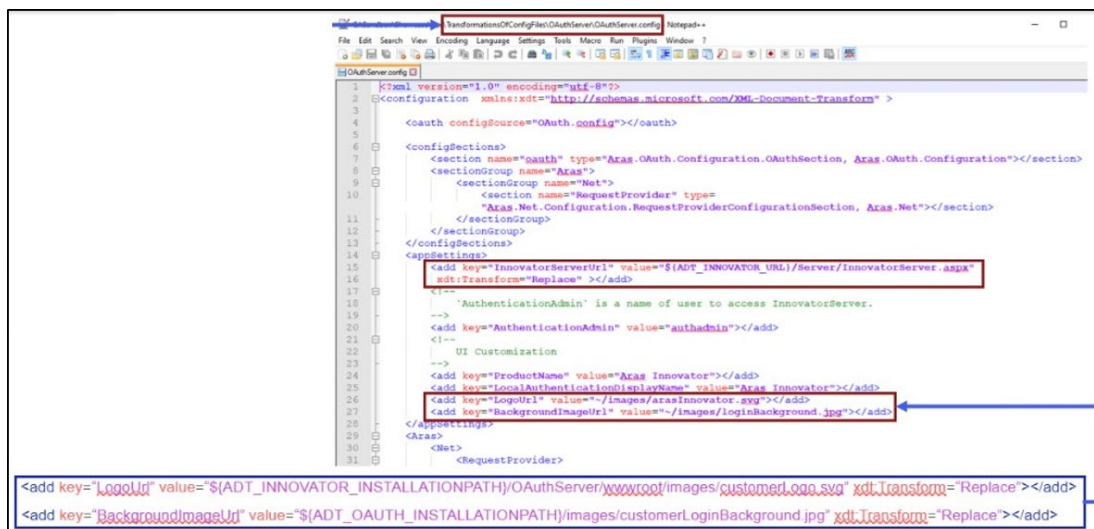 TransformationsOfConfigFiles\OAuthServer\OAuthServer.config - Notepad++
File Edit Search View Encoding Language Settings Tools Macro Run Plugins Window ?
OAuthServer.config
1 <?xml version="1.0" encoding="utf-8"?>
2 <configuration xmlns:xdt="http://schemas.microsoft.com/XML-Document-Transform" >
3
4 <oauth configSource="OAuth.config"></oauth>
5
6 <configSections>
7 <section name="oauth" type="Aras.OAuth.Configuration.OAuthSection, Aras.OAuth.Configuration"></section>
8 <sectionGroup name="Aras">
9 <sectionGroup name="Net">
10 <section name="RequestProvider" type=
"Aras.Net.Configuration.RequestProviderConfigurationSection, Aras.Net"></section>
11 </sectionGroup>
12 </sectionGroup>
13 </configSections>
14 <appSettings>
15 <add key="InnovatorServerUrl" value="${ADT_INNOVATOR_URL}/Server/InnovatorServer.aspx"
16 xdt:Transform="Replace" ></add>
17 <!--
18 'AuthenticationAdmin' is a name of user to access InnovatorServer.
19 -->
20 <add key="AuthenticationAdmin" value="authadmin"></add>
21 <!--
22 UI Customization
23 -->
24 <add key="ProductName" value="Aras Innovator"></add>
25 <add key="LocalAuthenticationDisplayName" value="Aras Innovator"></add>
26 <add key="LogoUrl" value="~/images/arasInnovator.svg"></add>
27 <add key="BackgroundImageUrl" value="~/images/loginBackground.jpg"></add>
28 </appSettings>
29 <Aras>
30 <Net>
31 <RequestProvider>
<add key="LogoUrl" value="${ADT_INNOVATOR_INSTALLATIONPATH}/OAuthServer/wwwroot/images/customerLogo.svg" xdt:Transform="Replace"></add>
<add key="BackgroundImageUrl" value="${ADT_OAUTH_INSTALLATIONPATH}/images/customerLoginBackground.jpg" xdt:Transform="Replace"></add>